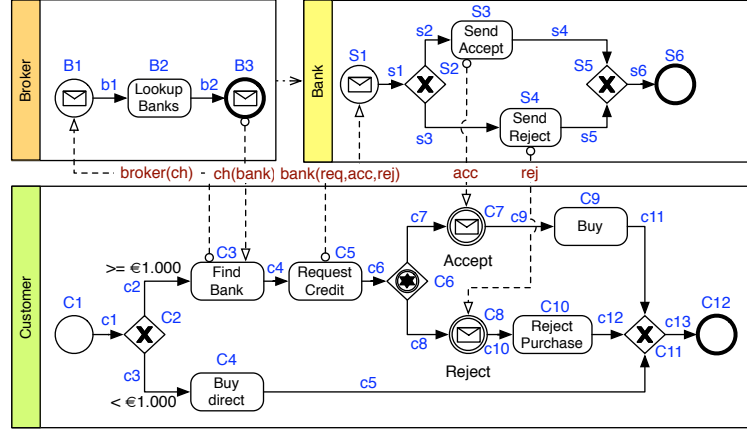 Broker
B1
b1
B2
Lookup
Banks
b2
B3
Bank
S1
s1
s2
S2
S3
Send
Accept
s4
s3
S4
Send
Reject
s5
S5
s6
S6
broker(ch)
ch(bank)
bank(req,acc,rej)
acc
rej
Customer
C1
c1
>= €1.000
c2
C2
c3
< €1.000
C3
Find
Bank
c4
C5
Request
Credit
c6
C6
c7
C7
Accept
c9
C9
Buy
c11
c8
C8
Reject
c10
C10
Reject
Purchase
c12
C4
Buy
direct
c5
C11
c13
C12